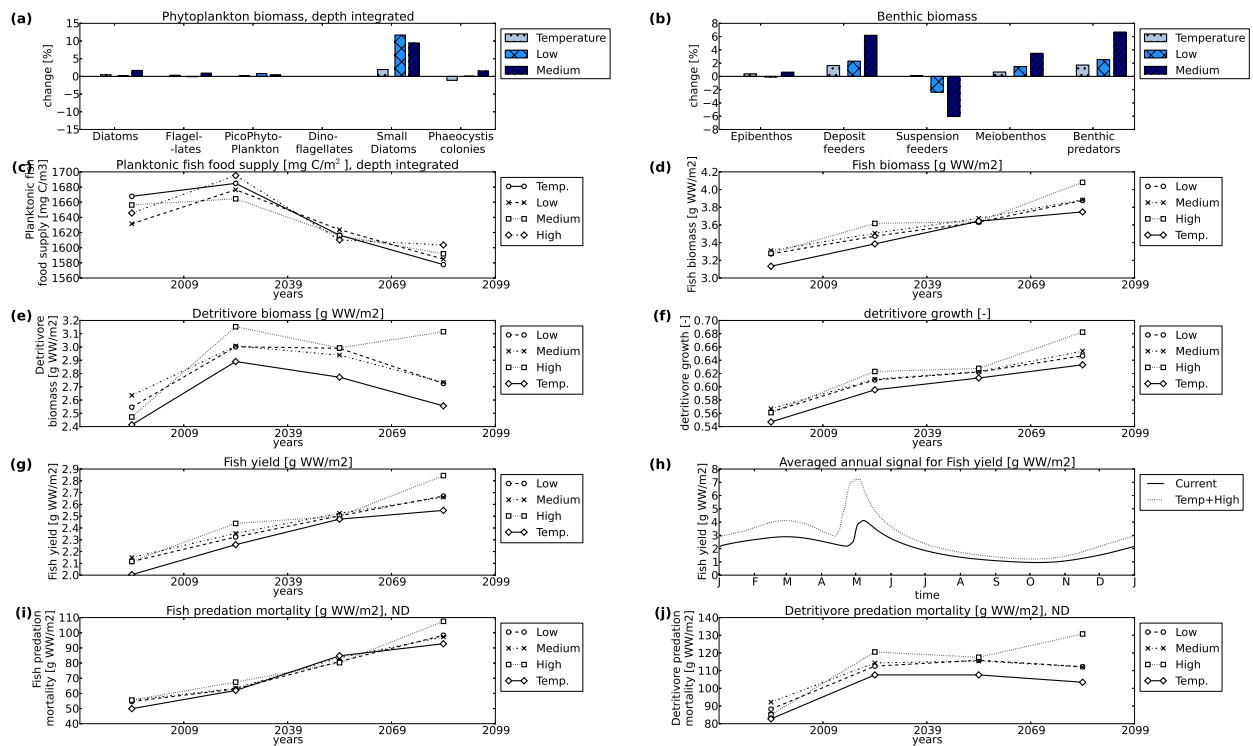 (a)
Phytoplankton biomass, depth integrated
change [%]
15
10
5
0
−5
−10
−15
Diatoms
Flagel-
-lates
PicoPhyto-
Plankton
Dino-
flagellates
Small
Diatoms
Phaeocystis
colonies
Temperature
Low
Medium
(b)
Benthic biomass
change [%]
8
6
4
2
0
−2
−4
−6
−8
Epibenthos
Deposit
feeders
Suspension
feeders
Meiobenthos
Benthic
predators
Temperature
Low
Medium
(c)
Planktonic fish food supply [mg C/m², depth integrated
food supply [mg C/m3]
1700
1680
1660
1640
1620
1600
1580
1560
2009
2039
2069
2099
years
Temp.
Low
Medium
High
(d)
Fish biomass [g WW/m2]
Fish biomass [g WW/m2]
4.2
4.0
3.8
3.6
3.4
3.2
3.0
2009
2039
2069
2099
years
Low
Medium
High
Temp.
(e)
Detritivore biomass [g WW/m2]
Detritivore
biomass [g WW/m2]
3.2
3.1
3.0
2.9
2.8
2.7
2.6
2.5
2.4
2009
2039
2069
2099
years
Low
Medium
High
Temp.
(f)
detritivore growth [-]
detritivore growth [-]
0.70
0.68
0.66
0.64
0.62
0.60
0.58
0.56
0.54
2009
2039
2069
2099
years
Low
Medium
High
Temp.
(g)
Fish yield [g WW/m2]
Fish yield [g WW/m2]
2.9
2.8
2.7
2.6
2.5
2.4
2.3
2.2
2.1
2.0
2009
2039
2069
2099
years
Low
Medium
High
Temp.
(h)
Averaged annual signal for Fish yield [g WW/m2]
Fish yield [g WW/m2]
8
7
6
5
4
3
2
1
0
J F M A M J J A S O N D J
time
Current
Temp+High
(i)
Fish predation mortality [g WW/m2], ND
Fish predation
mortality [g WW/m2]
110
100
90
80
70
60
50
40
2009
2039
2069
2099
years
Low
Medium
High
Temp.
(j)
Detritivore predation mortality [g WW/m2], ND
Detritivore predation
mortality [g WW/m2]
140
130
120
110
100
90
80
2009
2039
2069
2099
years
Low
Medium
High
Temp.